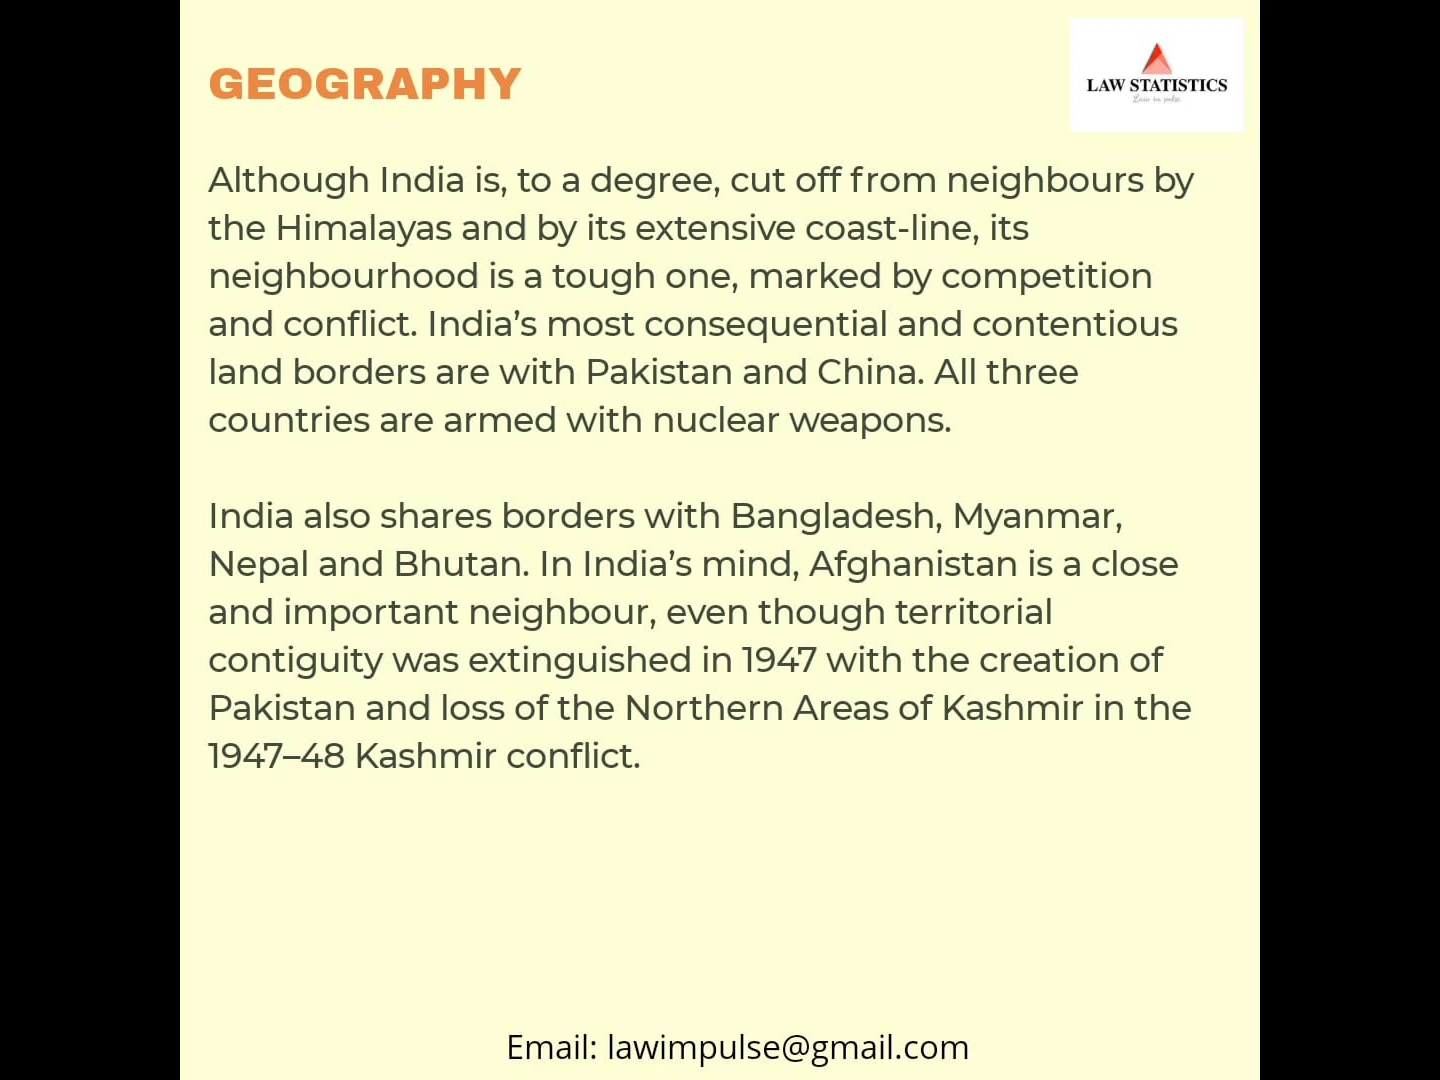 GEOGRAPHY
LAW STATISTICS
Although India is, to a degree, cut off from neighbours by
the Himalayas and by its extensive coast-line, its
neighbourhood is a tough one, marked by competition
and conflict. India’s most consequential and contentious
land borders are with Pakistan and China. All three
countries are armed with nuclear weapons.
India also shares borders with Bangladesh, Myanmar,
Nepal and Bhutan. In India’s mind, Afghanistan is a close
and important neighbour, even though territorial
contiguity was extinguished in 1947 with the creation of
Pakistan and loss of the Northern Areas of Kashmir in the
1947–48 Kashmir conflict.
Email: lawimpulse@gmail.com